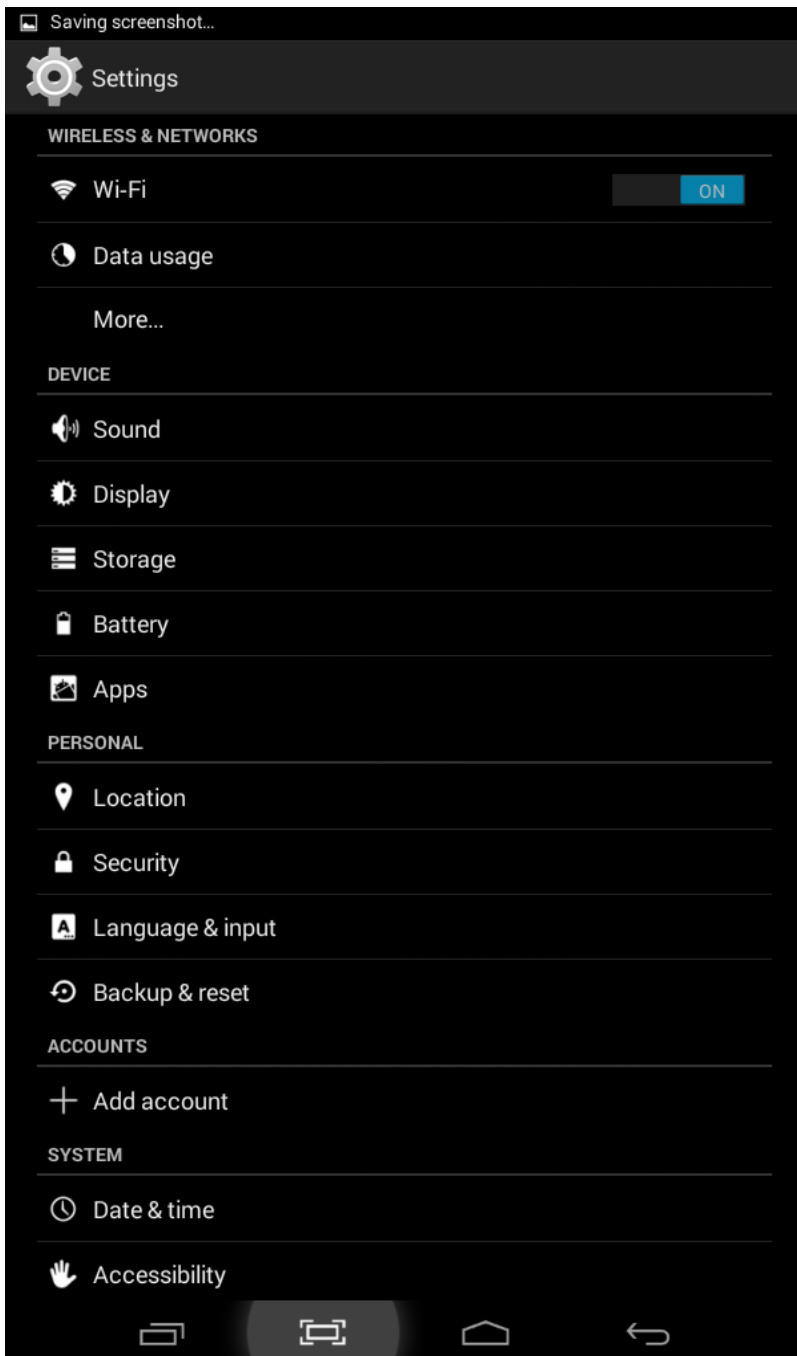 Saving screenshot...
Settings
WIRELESS & NETWORKS
Wi-Fi
ON
Data usage
More...
DEVICE
Sound
Display
Storage
Battery
Apps
PERSONAL
Location
Security
A
Language & input
Backup & reset
ACCOUNTS
Add account
SYSTEM
Date & time
Accessibility